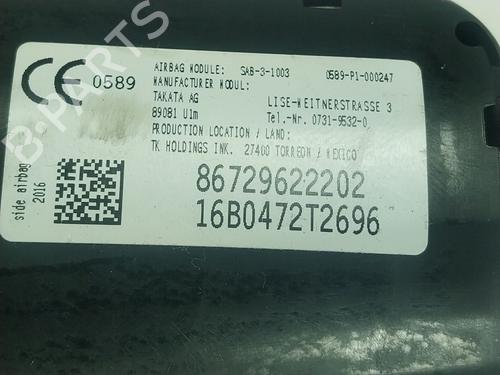 CE 0589
AIRBAG MODULE: SAB-3-1003 0589-P1-000247
MANUFACTURER MODUL:
TAKATA AG LISE-WEITNERSTRASSE 3
89081 Ulm Tel.-Nr. 0731-9532-0
PRODUCTION LOCATION / LAND:
TK HOLDINGS INK. 27400 TORREON / MEXICO
side airbag
2016
86729622202
16B0472T2696
B-PARTS